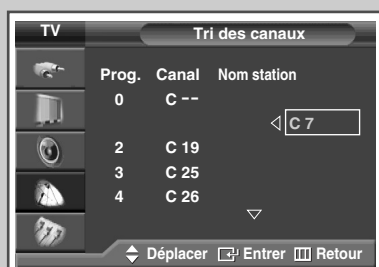 TV
Tri des canaux
Prog. Canal Nom station
0 C --
C 7
2 C 19
3 C 25
4 C 26
Déplacer Entrer Retour